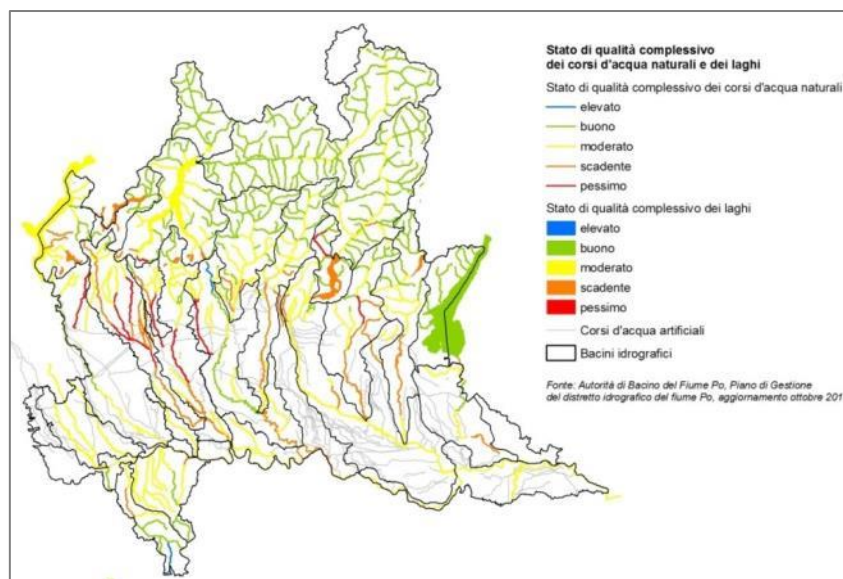 Stato di qualità complessivo
dei corsi d'acqua naturali e dei laghi
Stato di qualità complessivo dei corsi d'acqua naturali
elevato
buono
moderato
scadente
pessimo
Stato di qualità complessivo dei laghi
elevato
buono
moderato
scadente
pessimo
Corsi d'acqua artificiali
Bacini idrografici
Fonte: Autorità di Bacino del Fiume Po, Piano di Gestione
del distretto idrografico del fiume Po, aggiornamento ottobre 201